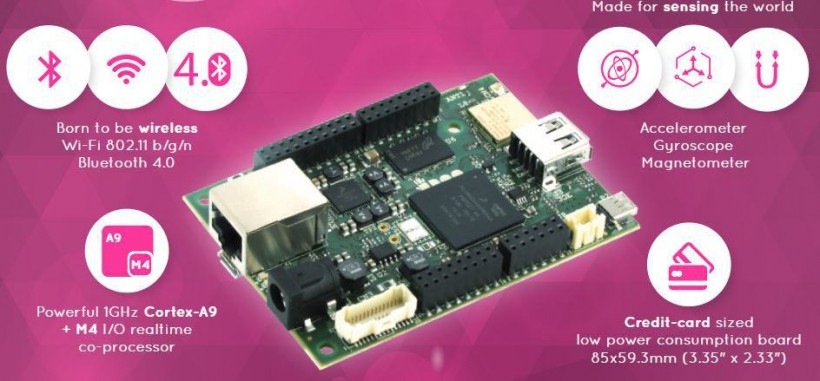 Made for sensing the world
4.0
Born to be wireless
Wi-Fi 802.11 b/g/n
Bluetooth 4.0
Accelerometer
Gyroscope
Magnetometer
A9
M4
Powerful 1GHz Cortex-A9
+ M4 I/O realtime
co-processor
Credit-card sized
low power consumption board
85x59.3mm (3.35" x 2.33")